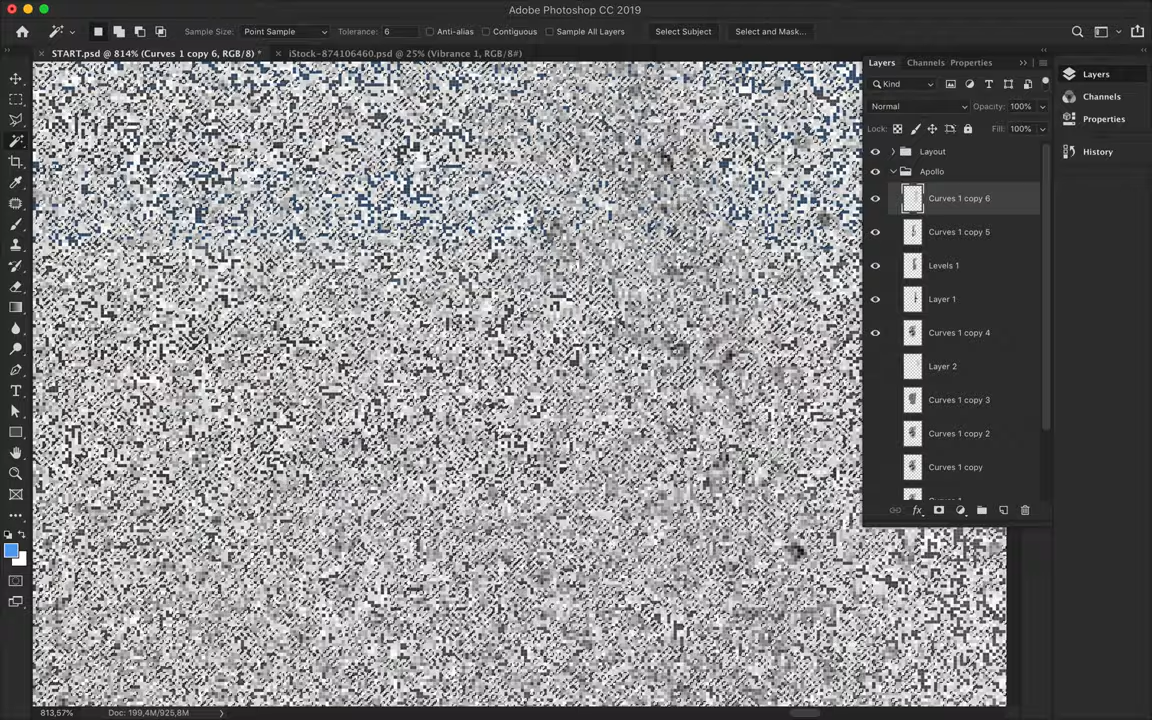 Adobe Photoshop CC 2019
Sample Size: Point Sample Tolerance: 6 Anti-alias Contiguous Sample All Layers Select Subject Select and Mask...
START.psd @ 814% (Curves 1 copy 6, RGB/8) * iStock-874106460.psd @ 25% (Vibrance 1, RGB/8#)
Layers Channels Properties
Kind
Normal Opacity: 100%
Lock: Fill: 100%
Layout
Apollo
Curves 1 copy 6
Curves 1 copy 5
Levels 1
Layer 1
Curves 1 copy 4
Layer 2
Curves 1 copy 3
Curves 1 copy 2
Curves 1 copy
Layers
Channels
Properties
History
813,57% Doc: 199,4M/925,8M